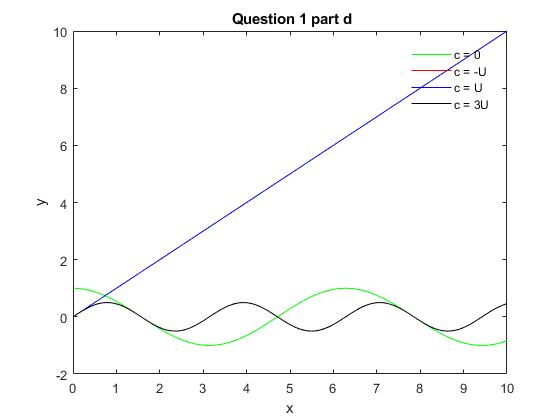 Question 1 part d
10
8
6
4
2
0
-2
y
c = 0
c = -U
c = U
c = 3U
0 1 2 3 4 5 6 7 8 9 10
x